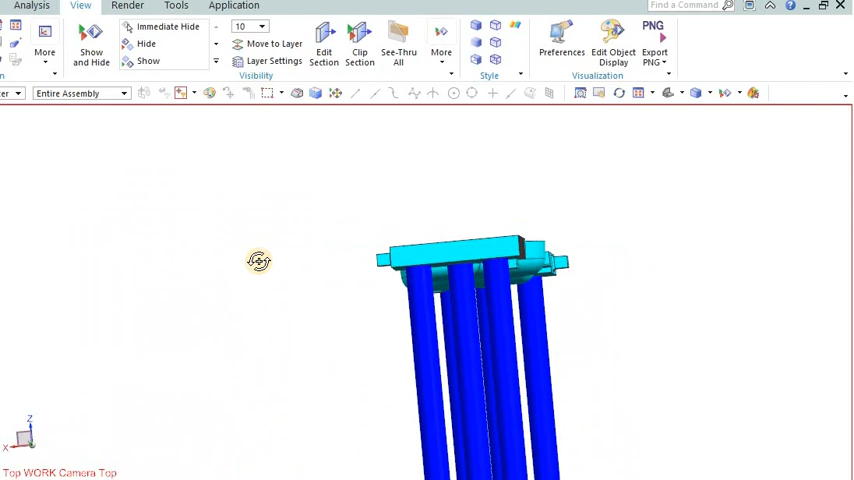 Analysis View Render Tools Application Find a Command
Immediate Hide
Hide
Show
More
Show and Hide
10
Move to Layer
Layer Settings
Visibility
Edit Section
Clip Section
See-Thru All
More
Style
Preferences
Edit Object Display
PNG
Export PNG
Visualization
Entire Assembly
Z
X
Top WORK Camera Top